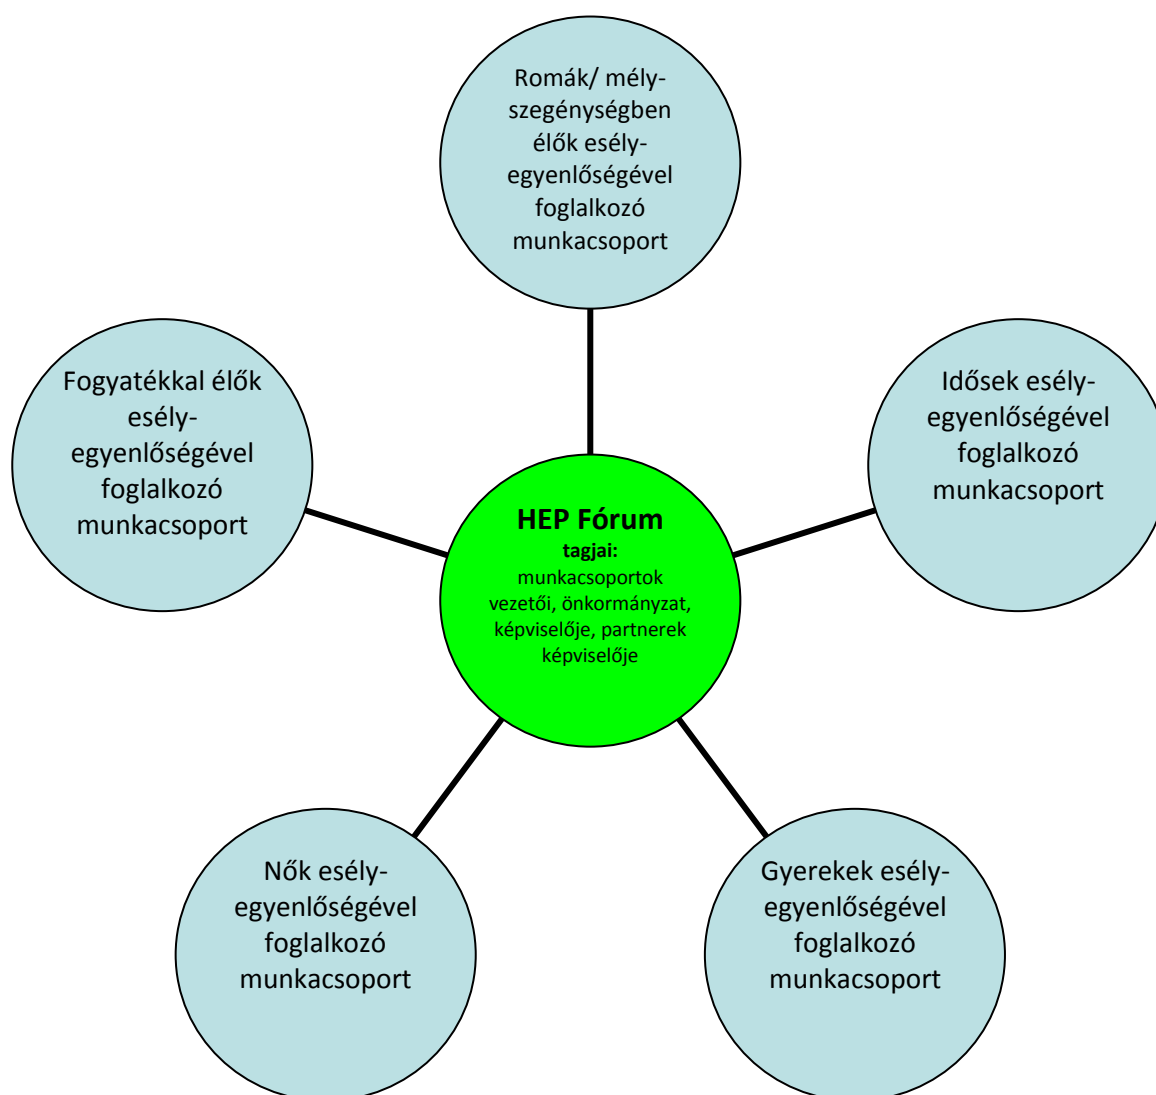 Romák/ mély-
szegénységben
élők esély-
egyenlőségével
foglalkozó
munkacsoport
Fogyatékkal élők
esély-
egyenlőségével
foglalkozó
munkacsoport
Idősek esély-
egyenlőségével
foglalkozó
munkacsoport
HEP Fórum
tagjai:
munkacsoportok
vezetői, önkormányzat,
képviselője, partnerek
képviselője
Nők esély-
egyenlőségével
foglalkozó
munkacsoport
Gyerekek esély-
egyenlőségével
foglalkozó
munkacsoport